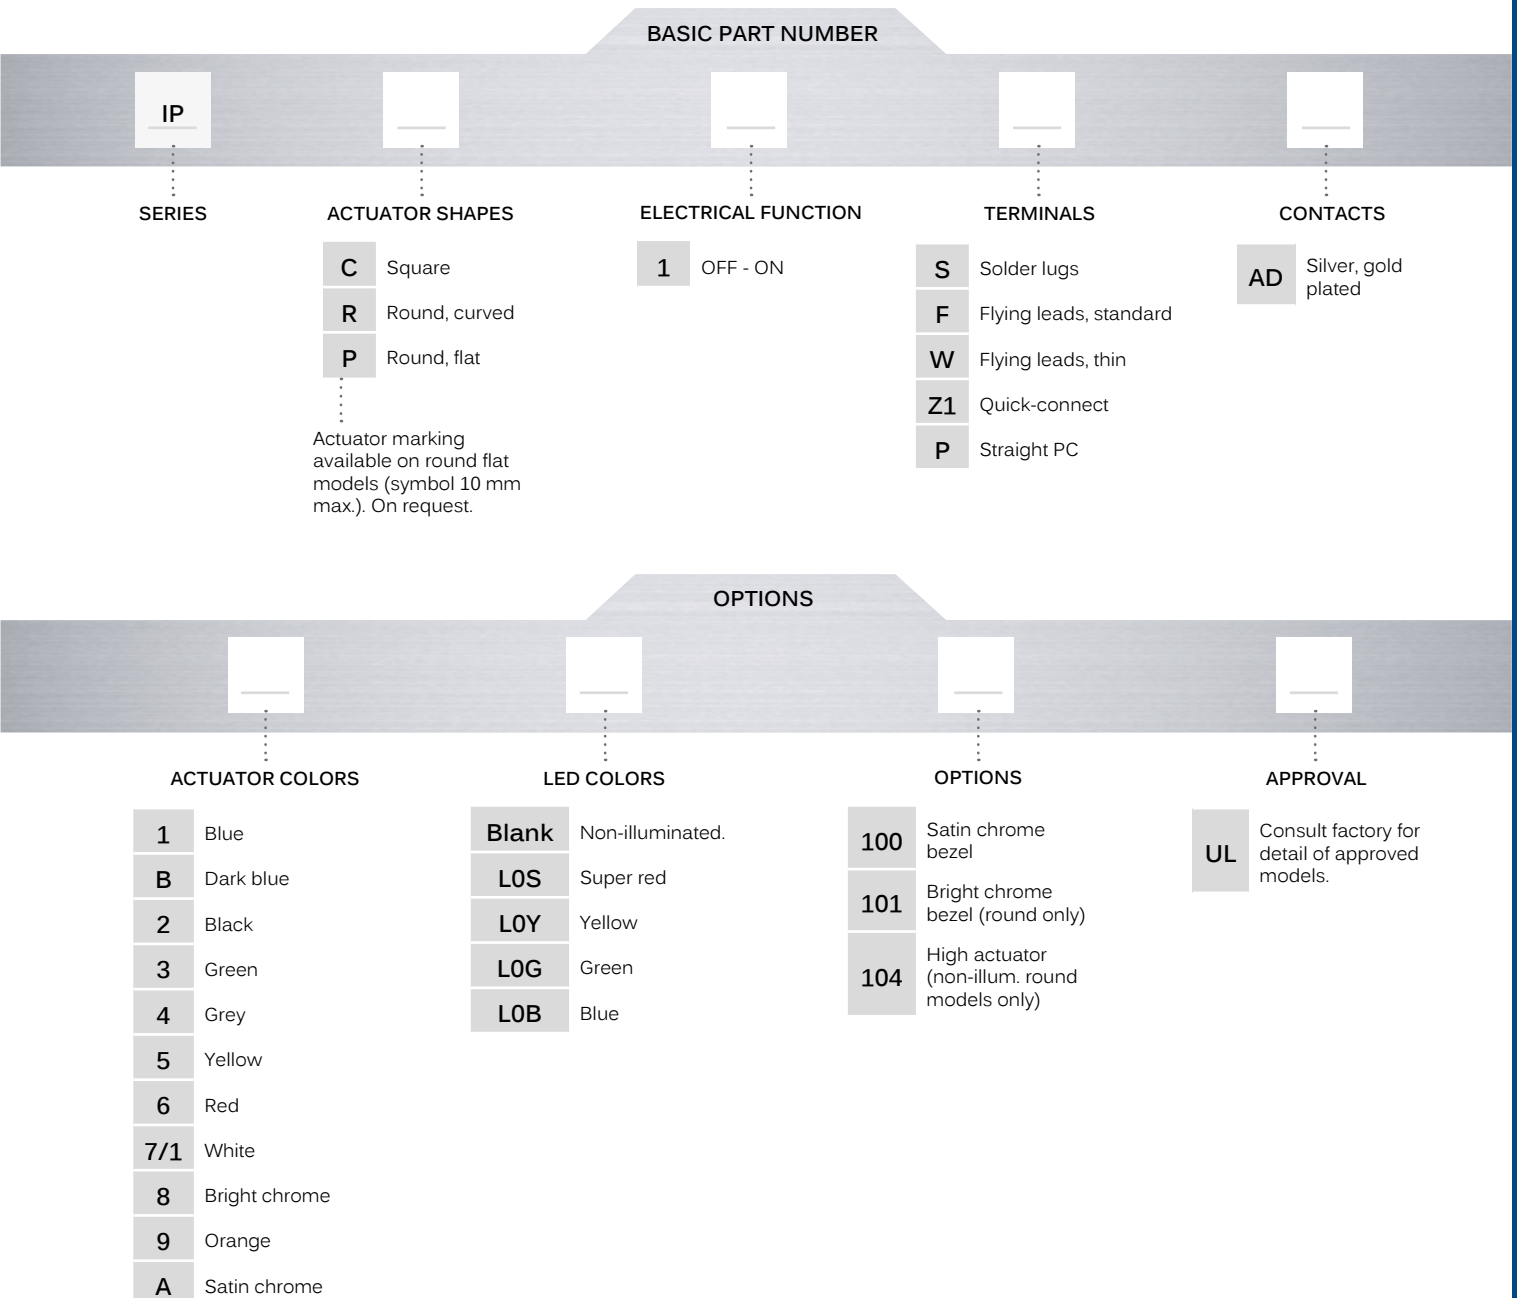 BASIC PART NUMBER
IP
SERIES
ACTUATOR SHAPES
C Square
R Round, curved
P Round, flat
Actuator marking
available on round flat
models (symbol 10 mm
max.). On request.
ELECTRICAL FUNCTION
1 OFF - ON
TERMINALS
S Solder lugs
F Flying leads, standard
W Flying leads, thin
Z1 Quick-connect
P Straight PC
CONTACTS
AD Silver, gold
plated
OPTIONS
ACTUATOR COLORS
1 Blue
B Dark blue
2 Black
3 Green
4 Grey
5 Yellow
6 Red
7/1 White
8 Bright chrome
9 Orange
A Satin chrome
LED COLORS
Blank Non-illuminated.
L0S Super red
L0Y Yellow
L0G Green
L0B Blue
OPTIONS
100 Satin chrome
bezel
101 Bright chrome
bezel (round only)
104 High actuator
(non-illum. round
models only)
APPROVAL
UL Consult factory for
detail of approved
models.